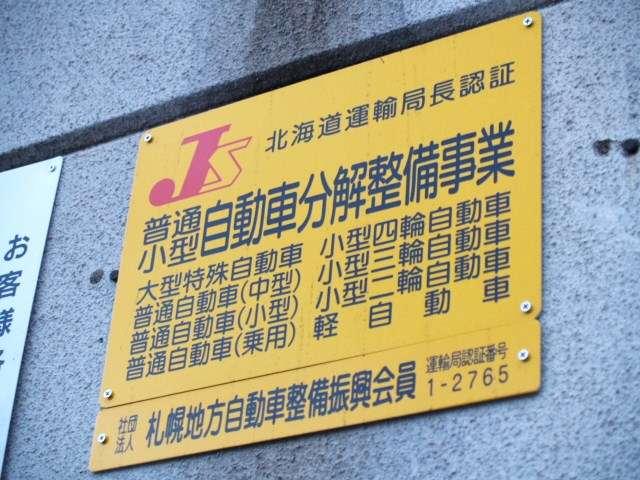 JS 北海道運輸局長認証
普通
小型 自動車分解整備事業
大型特殊自動車 小型四輪自動車
普通自動車(中型) 小型三輪自動車
普通自動車(小型) 小型二輪自動車
普通自動車(乗用) 軽自動車
社団
法人 札幌地方自動車整備振興会員
運輸局認証番号
1-2765
お客様